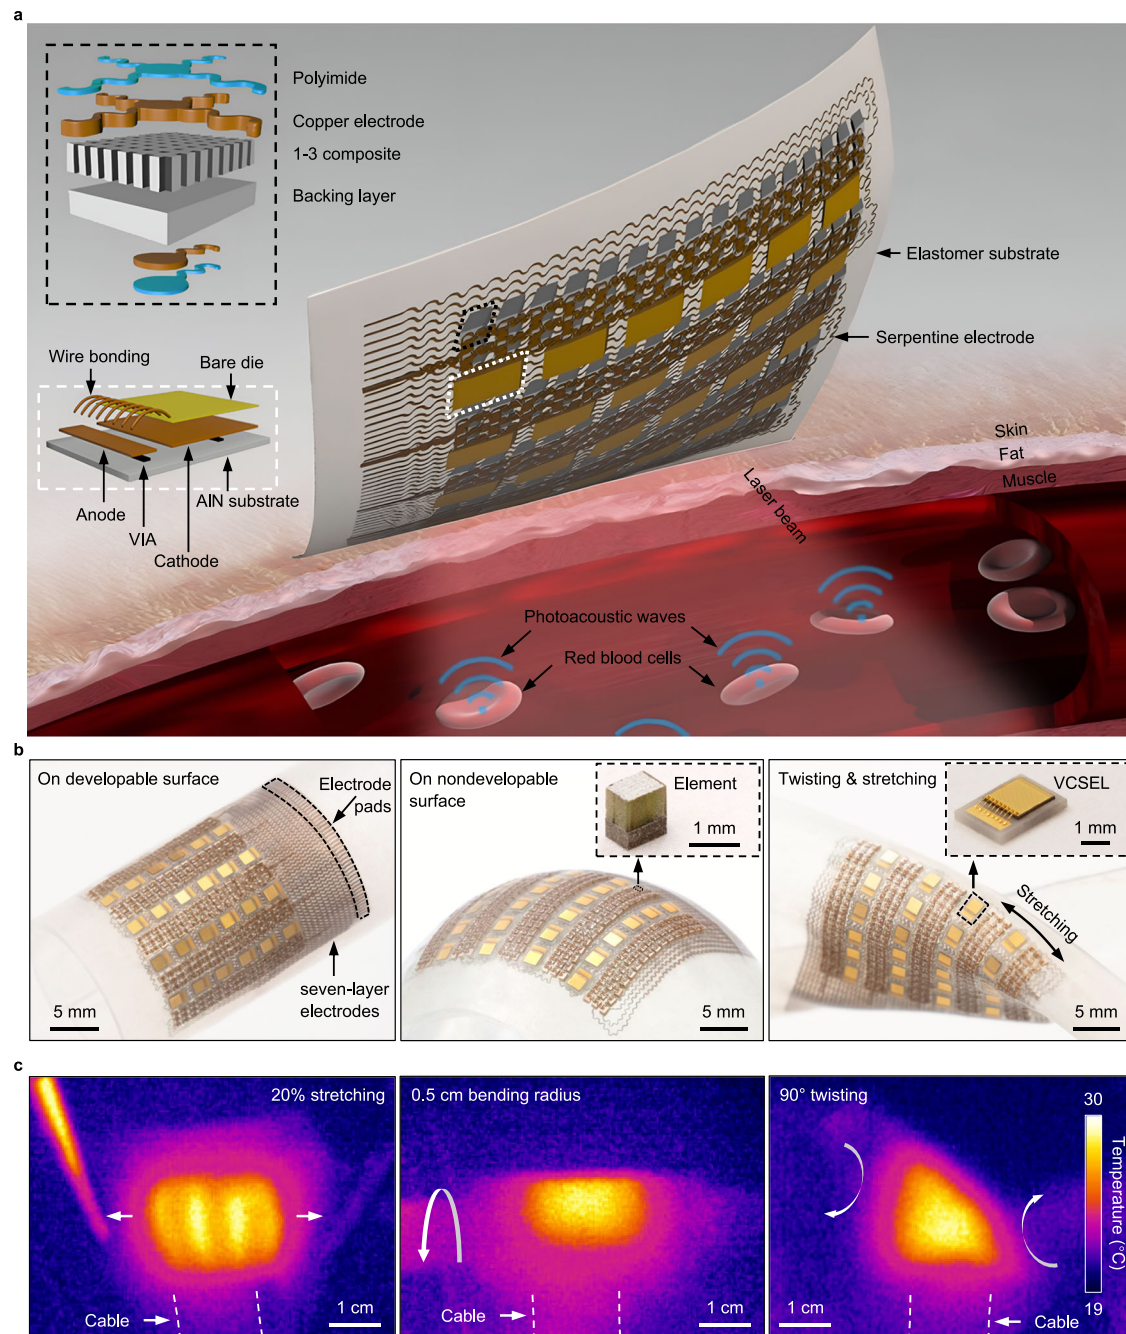 a
Polyimide
Copper electrode
1-3 composite
Backing layer
Elastomer substrate
Serpentine electrode
Wire bonding
Bare die
Anode
VIA
Cathode
AlN substrate
Skin
Fat
Muscle
Laser beam
Photoacoustic waves
Red blood cells
b
On developable surface
Electrode
pads
seven-layer
electrodes
5 mm
On nondevelopable
surface
Element
1 mm
5 mm
Twisting & stretching
VCSEL
1 mm
Stretching
5 mm
c
20% stretching
Cable
1 cm
0.5 cm bending radius
Cable
1 cm
90° twisting
30
Temperature (°C)
19
1 cm
Cable